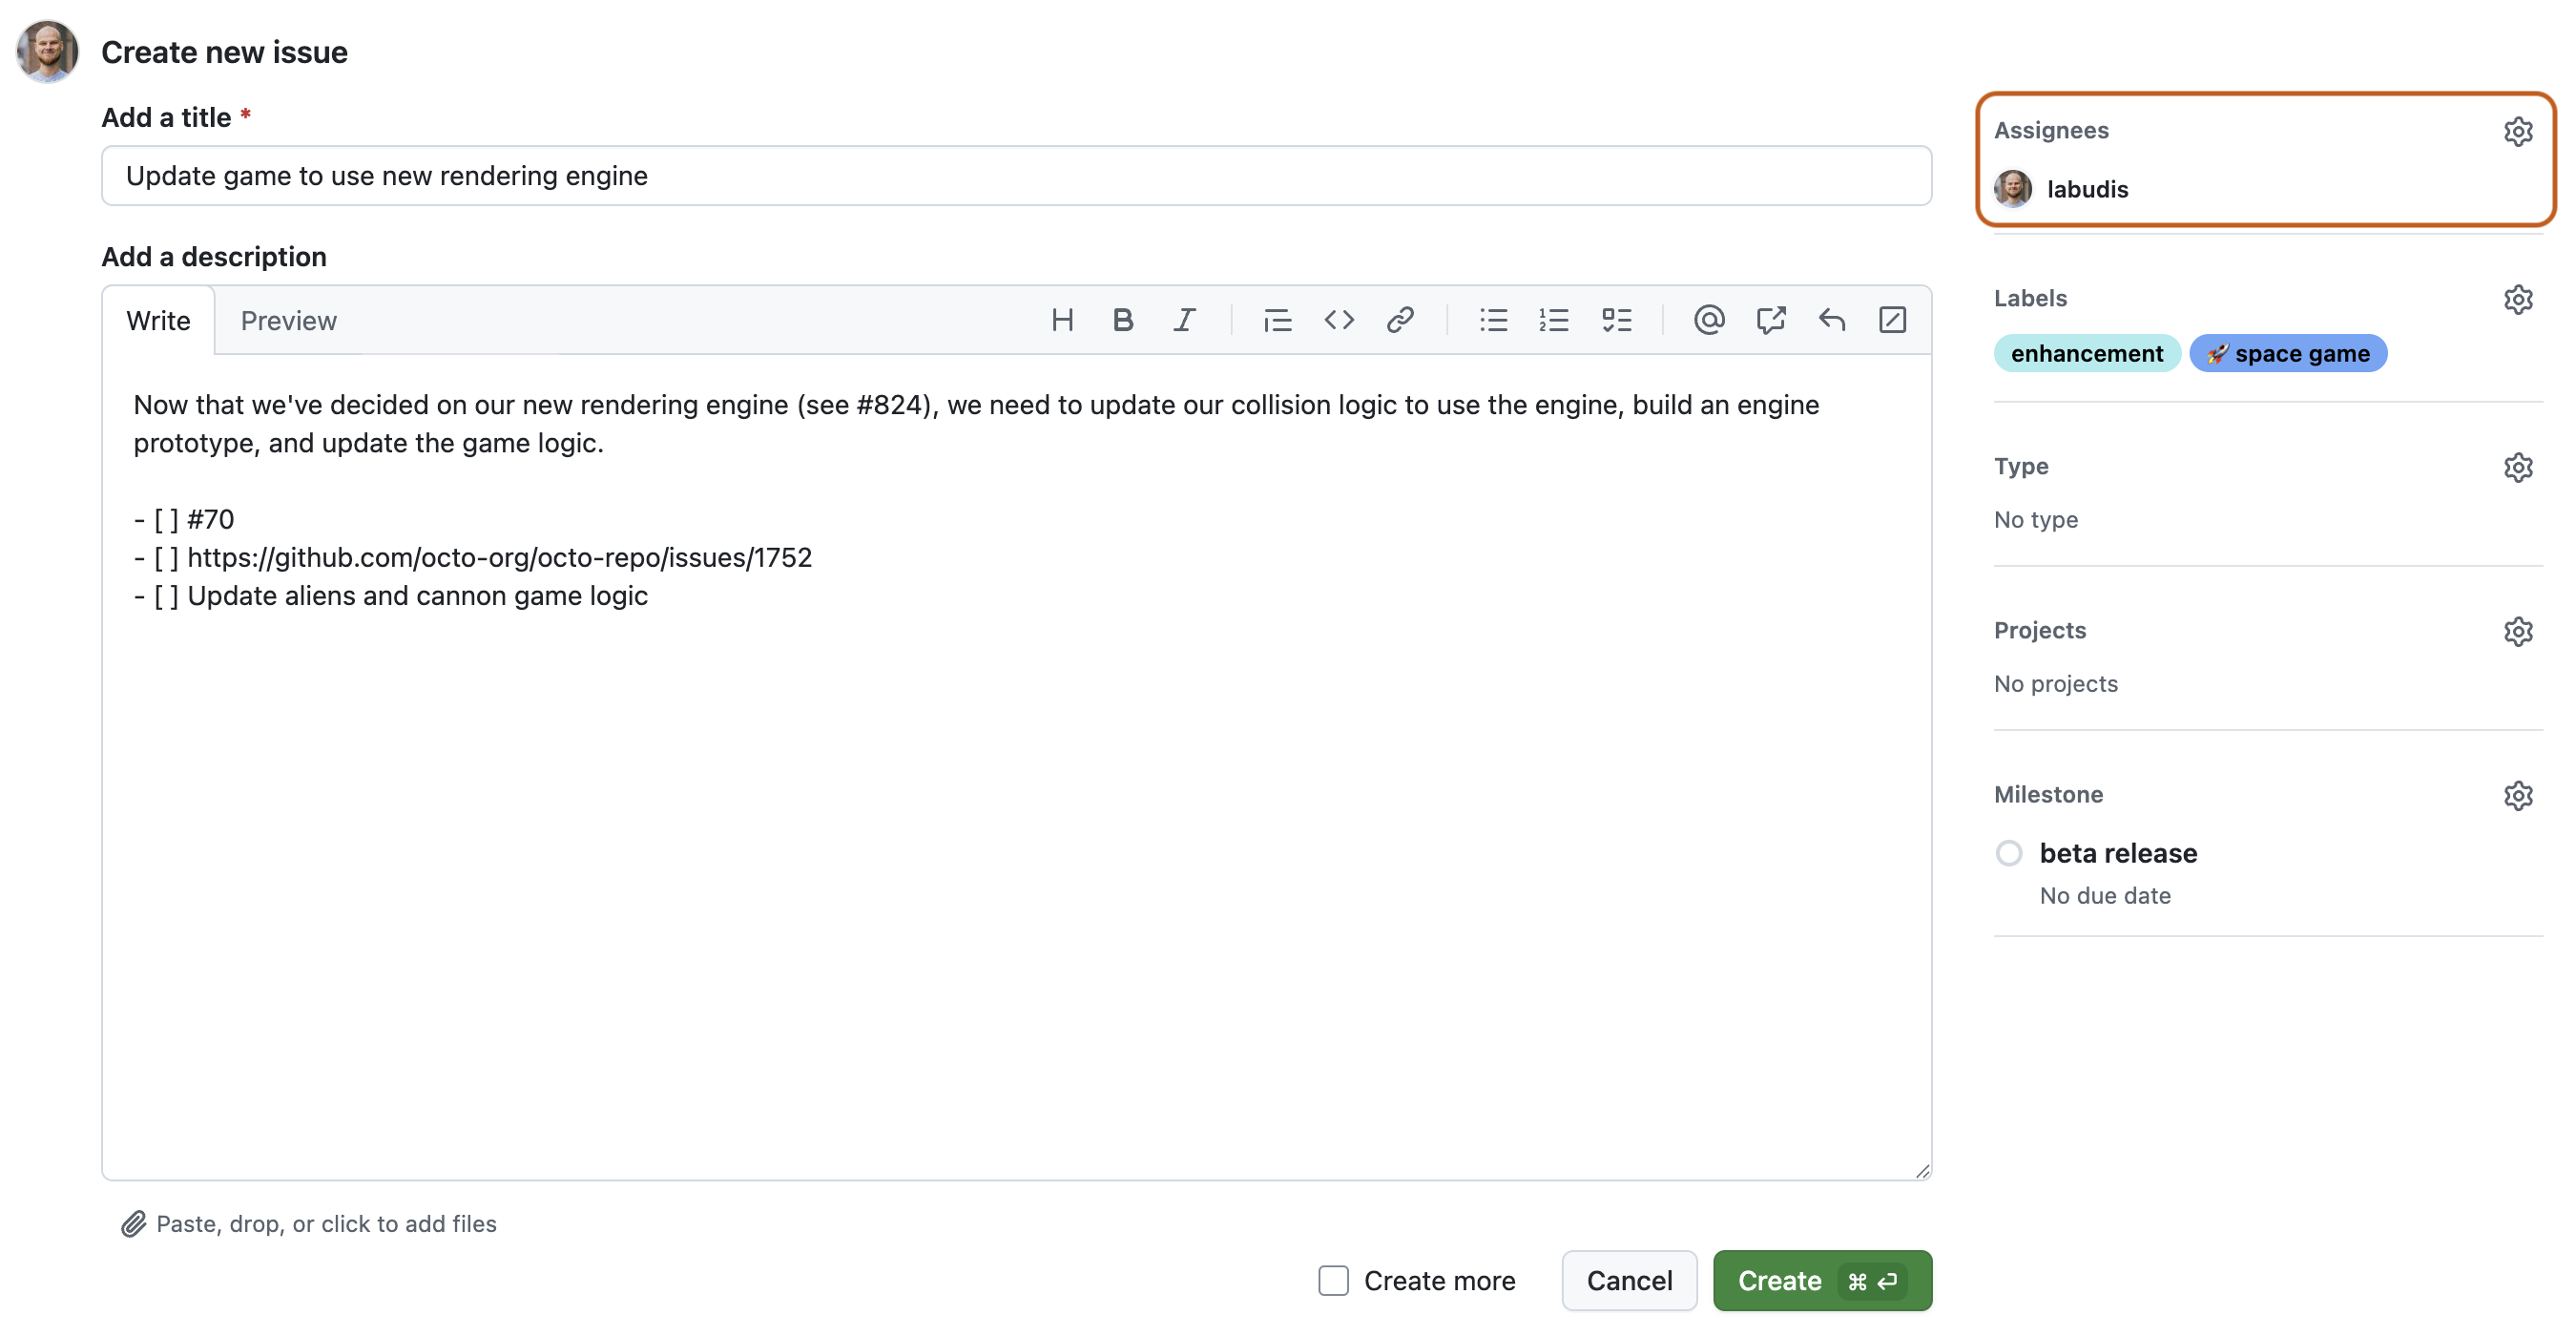 Create new issue
Add a title *
Update game to use new rendering engine
Add a description
Write Preview
Now that we've decided on our new rendering engine (see #824), we need to update our collision logic to use the engine, build an engine
prototype, and update the game logic.
- [ ] #70
- [ ] https://github.com/octo-org/octo-repo/issues/1752
- [ ] Update aliens and cannon game logic
Paste, drop, or click to add files
Create more Cancel Create ⌘ ⏎
Assignees
labudis
Labels
enhancement 🚀 space game
Type
No type
Projects
No projects
Milestone
beta release
No due date